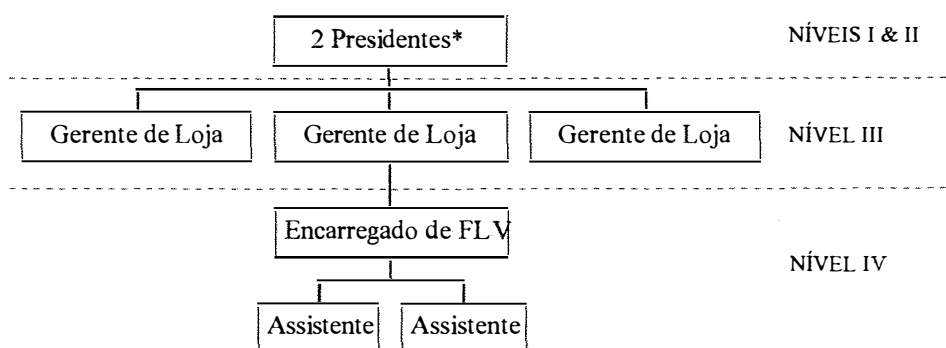 2 Presidentes*
NÍVEIS I & II
Gerente de Loja Gerente de Loja Gerente de Loja
NÍVEL III
Encarregado de FLV
NÍVEL IV
Assistente Assistente